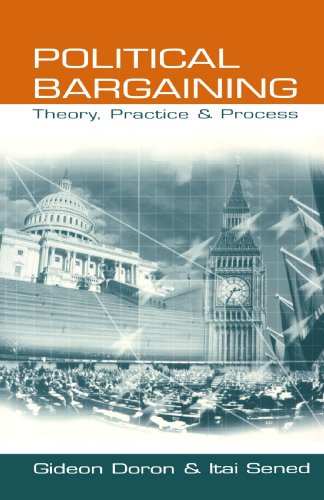 POLITICAL
BARGAINING
Theory, Practice & Process
Gideon Doron & Itai Sened